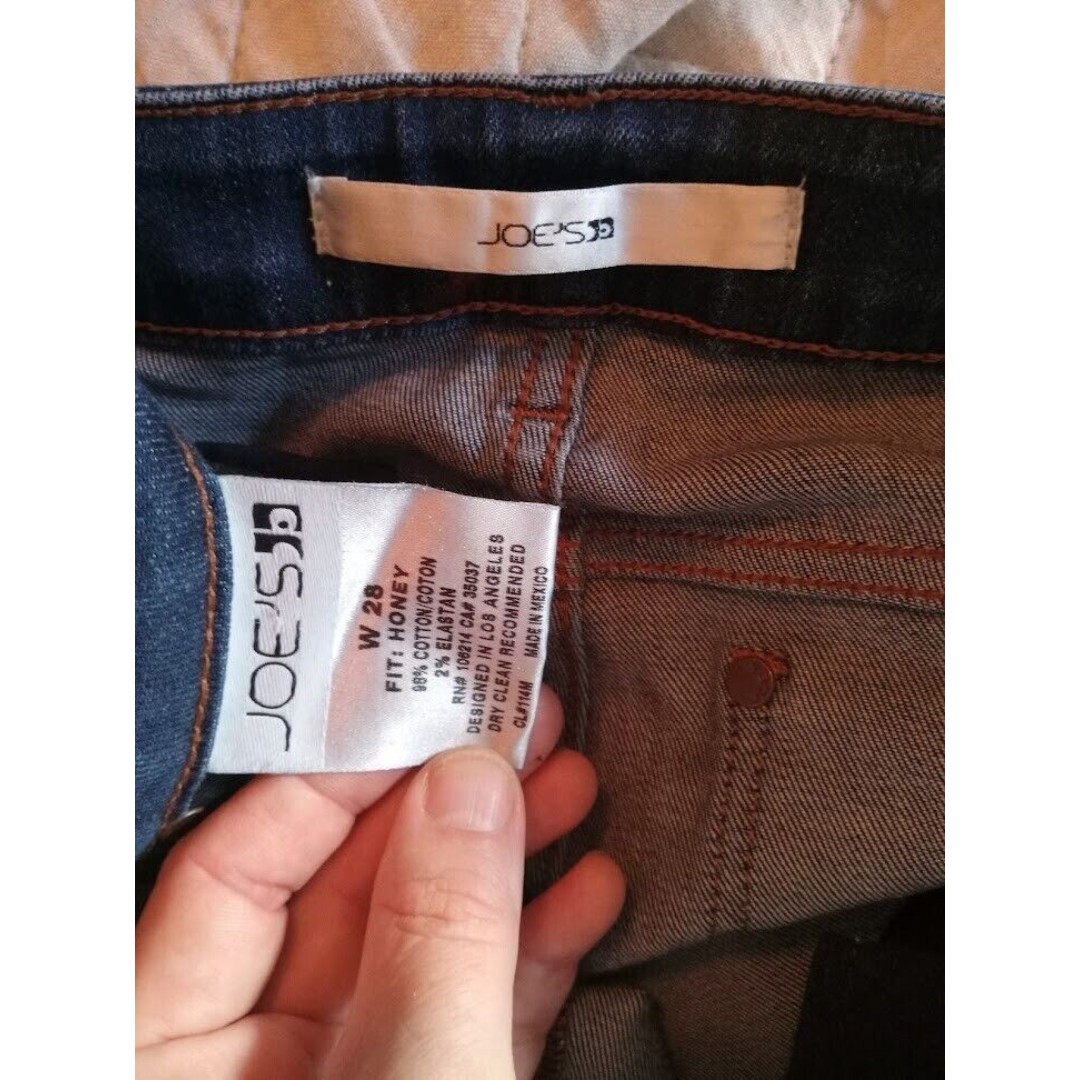 JOE'S
JOE'S
W 28
FIT: HONEY
98% COTTON/COTON
2% ELASTAN
RN# 106214 CA# 35037
DESIGNED IN LOS ANGELES
DRY CLEAN RECOMMENDED
CL#114M MADE IN MEXICO